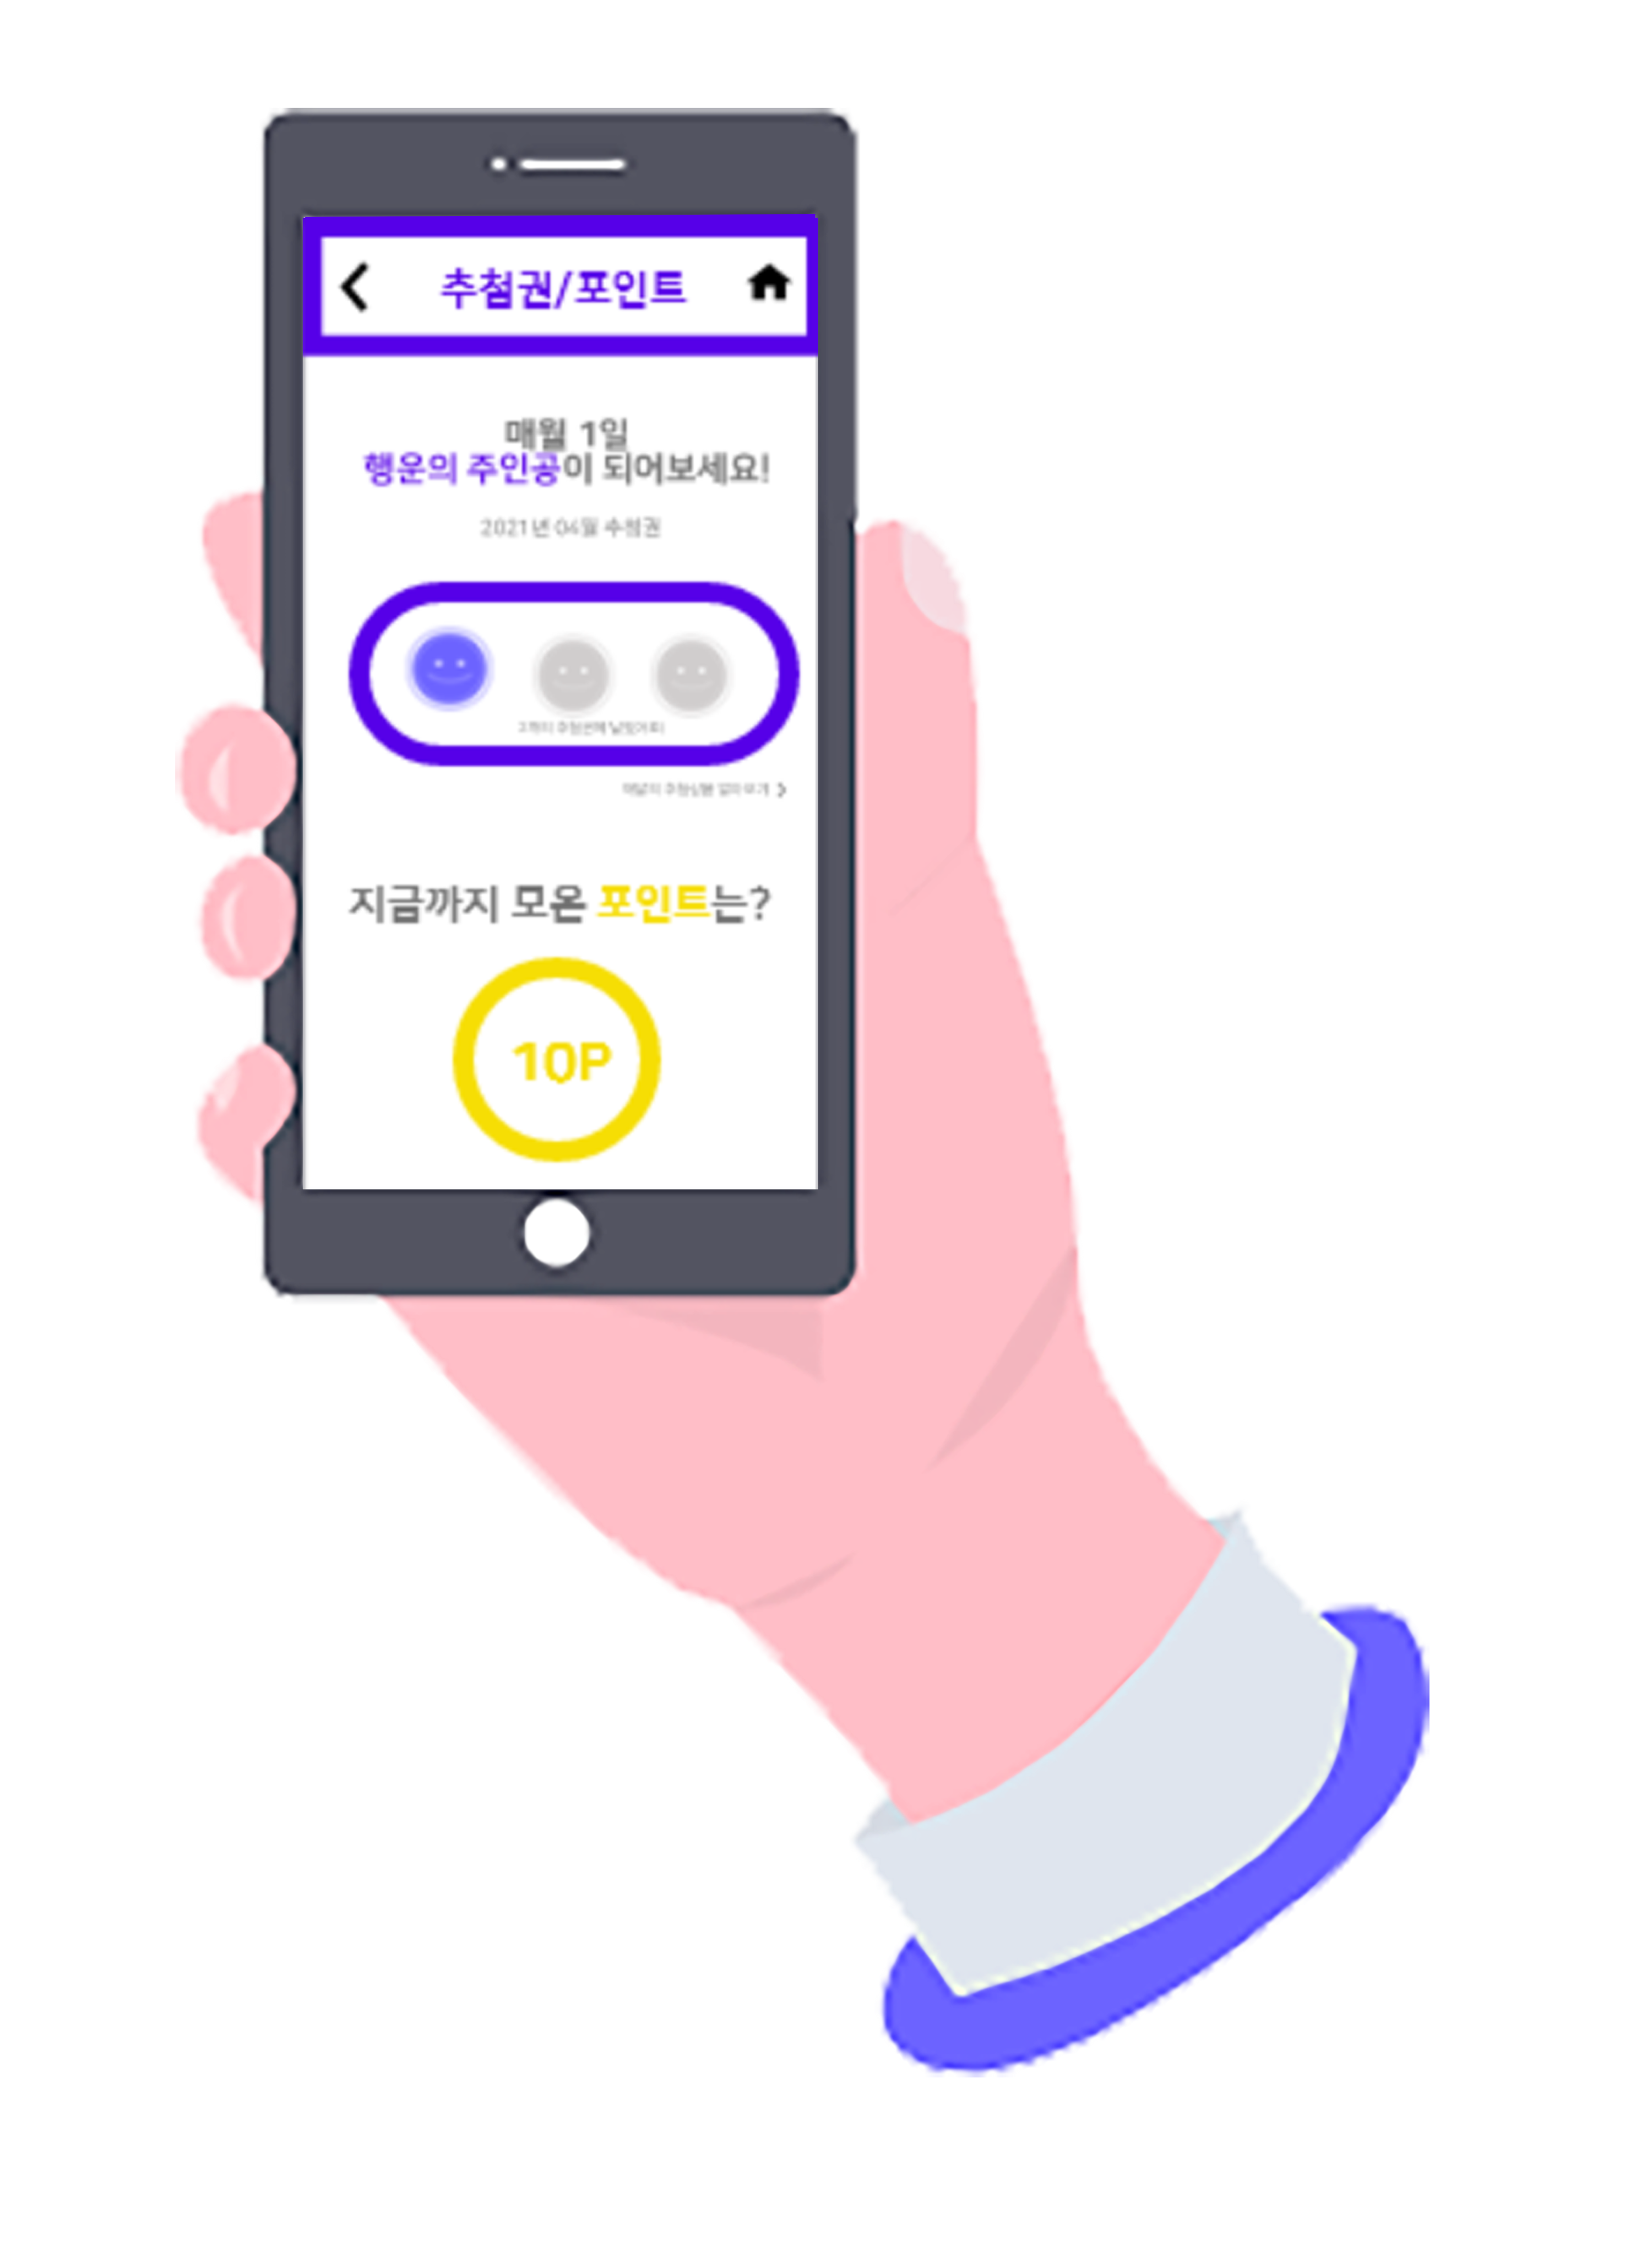 추첨권/포인트
매월 1일
행운의 주인공이 되어보세요!
2021년 04월 추첨권
지금까지 모은 포인트는?
10P